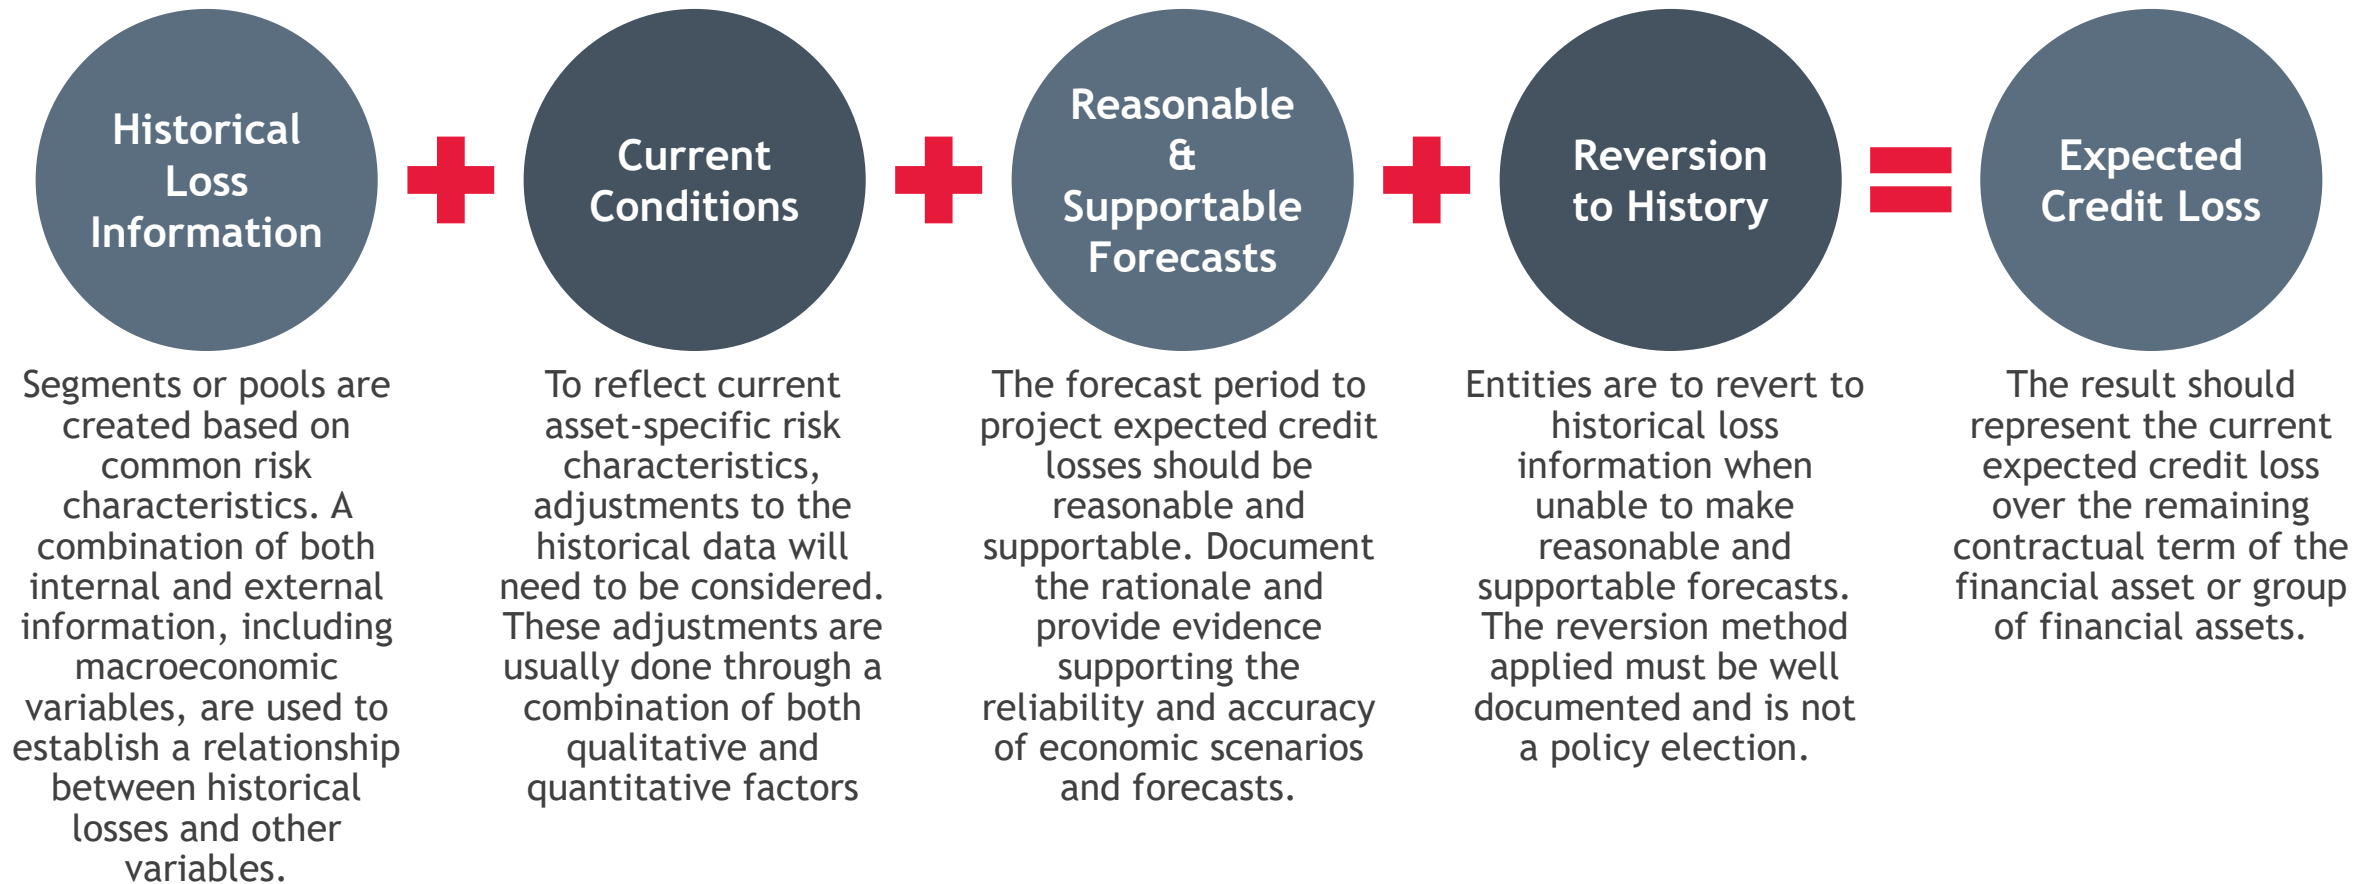 Historical
Loss
Information
Current
Conditions
Reasonable
&
Supportable
Forecasts
Reversion
to History
Expected
Credit Loss
Segments or pools are
created based on
common risk
characteristics. A
combination of both
internal and external
information, including
macroeconomic
variables, are used to
establish a relationship
between historical
losses and other
variables.
To reflect current
asset-specific risk
characteristics,
adjustments to the
historical data will
need to be considered.
These adjustments are
usually done through a
combination of both
qualitative and
quantitative factors
The forecast period to
project expected credit
losses should be
reasonable and
supportable. Document
the rationale and
provide evidence
supporting the
reliability and accuracy
of economic scenarios
and forecasts.
Entities are to revert to
historical loss
information when
unable to make
reasonable and
supportable forecasts.
The reversion method
applied must be well
documented and is not
a policy election.
The result should
represent the current
expected credit loss
over the remaining
contractual term of the
financial asset or group
of financial assets.